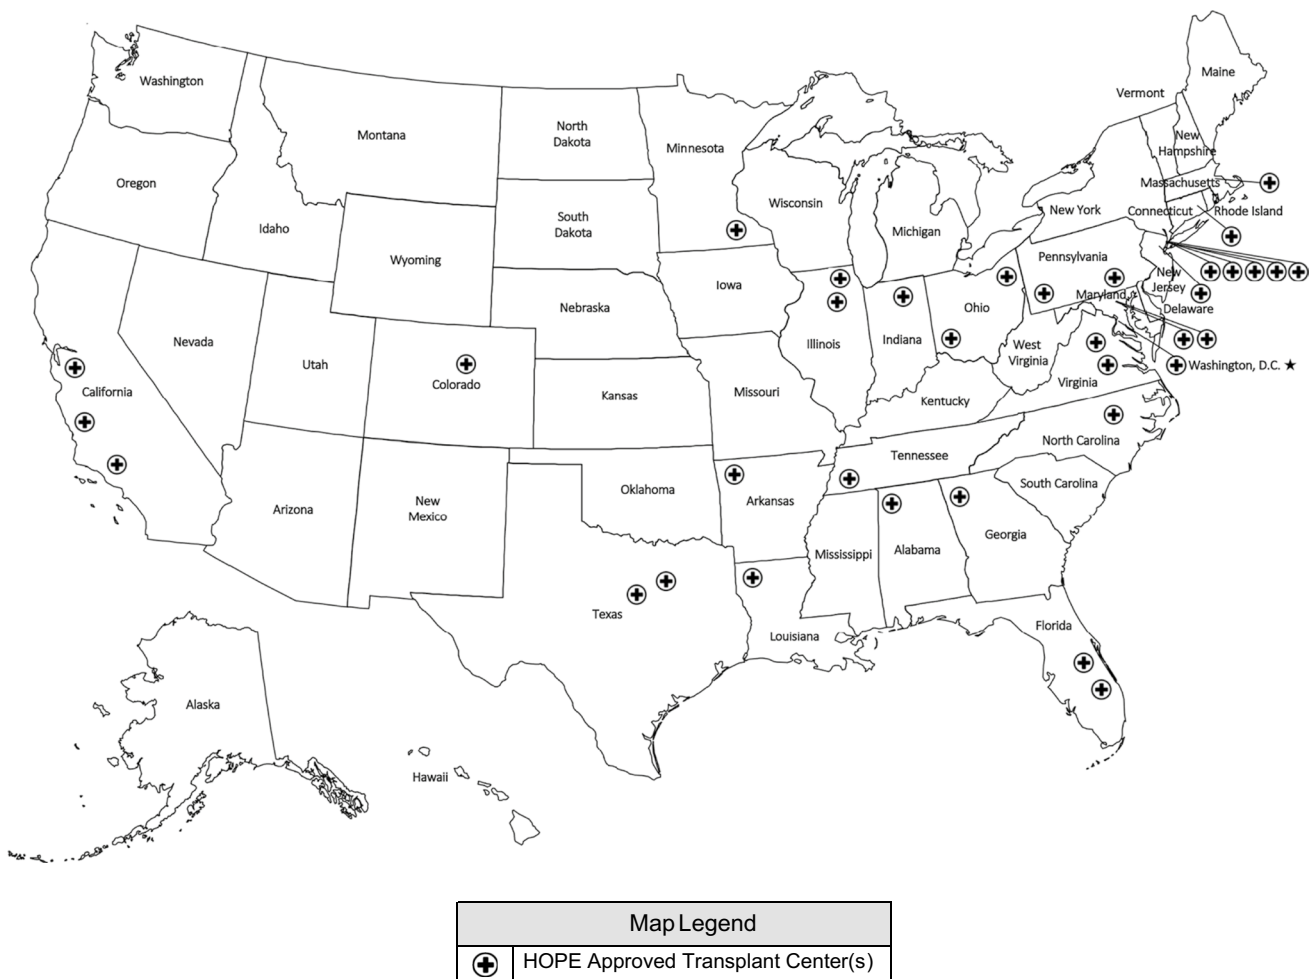 Maine
Washington
Vermont
Montana
North
Dakota
Minnesota
New
Hampshire
Oregon
Massachusetts
Wisconsin
New York
Connecticut
Rhode Island
South
Dakota
Idaho
Michigan
Wyoming
Pennsylvania
Iowa
New
Jersey
Maryland
Nebraska
Ohio
Delaware
Nevada
Illinois
Indiana
West
Virginia
Utah
Washington, D.C. ★
Colorado
Virginia
California
Missouri
Kansas
Kentucky
North Carolina
Tennessee
South Carolina
Oklahoma
Arkansas
New
Mexico
Arizona
Georgia
Alabama
Mississippi
Texas
Florida
Louisiana
Alaska
Hawaii
Map Legend
HOPE Approved Transplant Center(s)